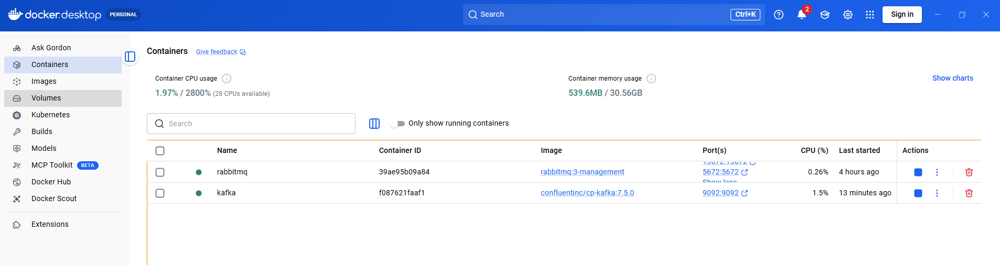 docker.desktop PERSONAL Search Ctrl+K 2 Sign in
Ask Gordon
Containers
Images
Volumes
Kubernetes
Builds
Models
MCP Toolkit BETA
Docker Hub
Docker Scout
Extensions
Containers Give feedback
Container CPU usage
1.97% / 2800% (28 CPUs available)
Container memory usage
539.6MB / 30.56GB
Show charts
Search Only show running containers
Name Container ID Image Port(s) CPU (%) Last started Actions
15672:15672
rabbitmq 39ae95b09a84 rabbitmq:3-management 5672:5672 0.26% 4 hours ago
Show less
kafka f087621faaf1 confluentinc/cp-kafka:7.5.0 9092:9092 1.5% 13 minutes ago